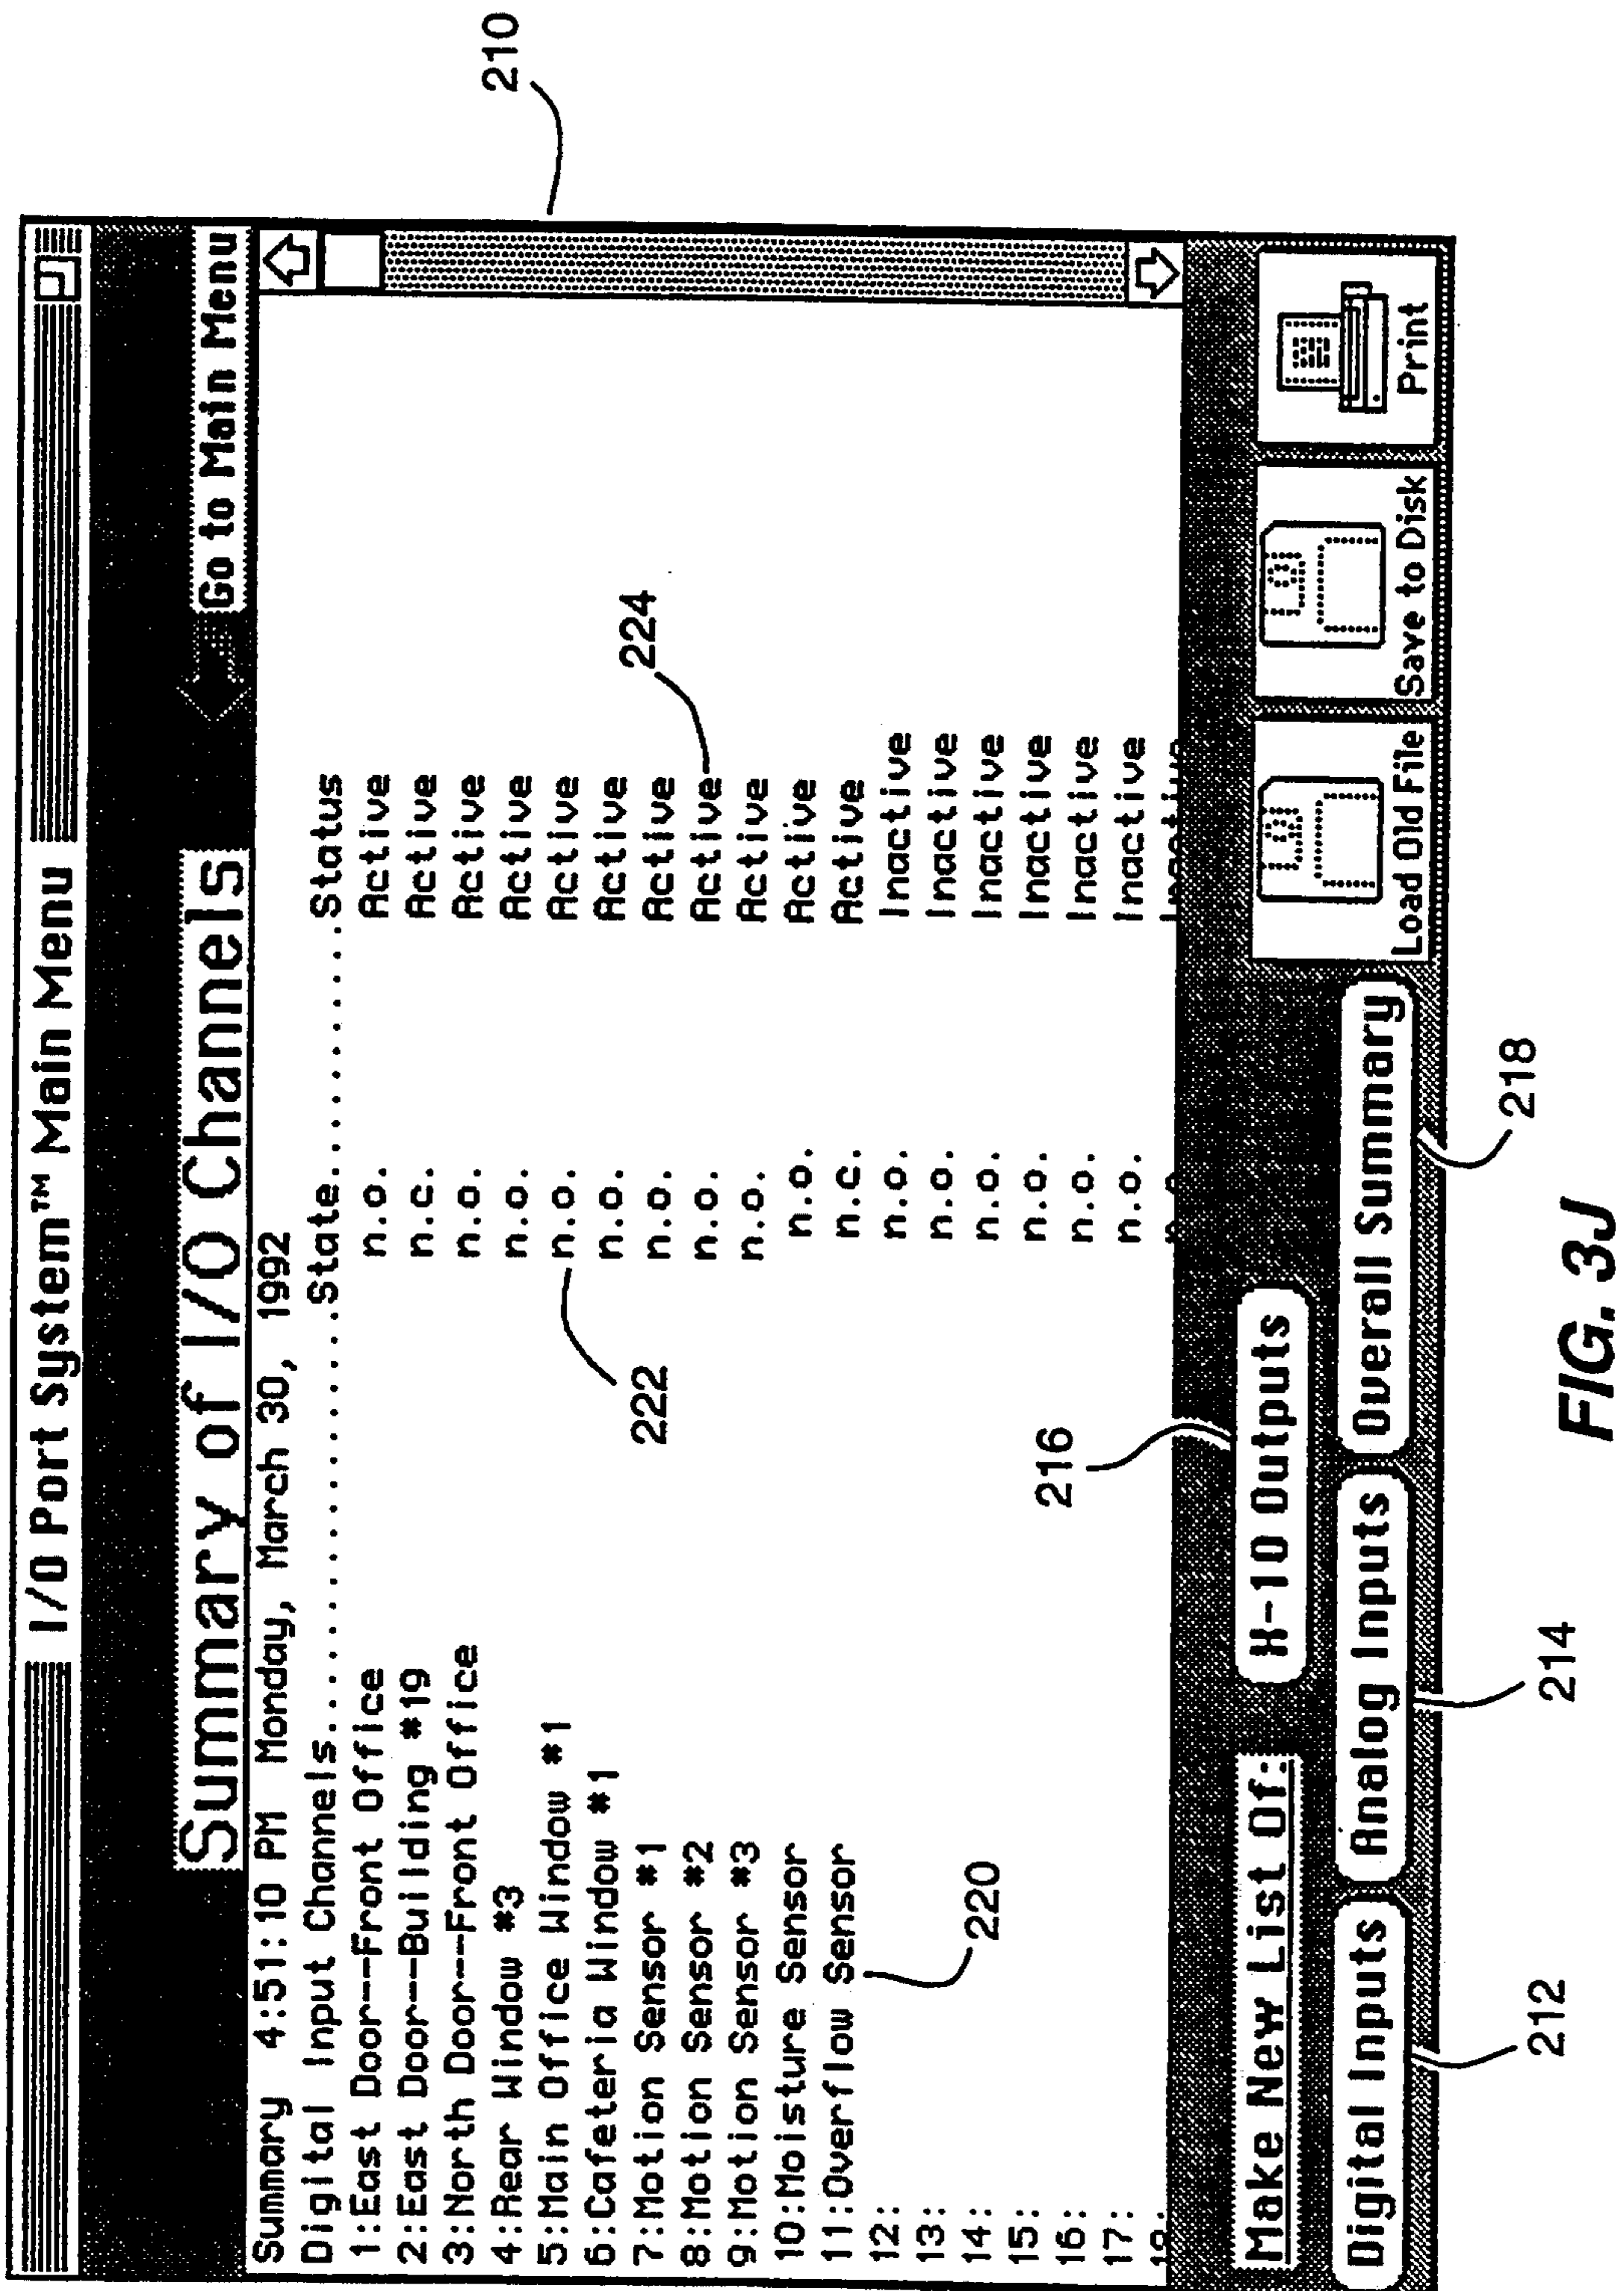 210
I/O Port System™ Main Menu
Summary of I/O Channels
Go to Main Menu
Summary 4:51:10 PM Monday, March 30, 1992
Digital Input Channels..................................State..................Status
1:East Door--Front Office n.o. Active
2:East Door--Building #19 n.c. Active
3:North Door--Front Office n.o. Active
4:Rear Window #3 n.o. Active
5:Main Office Window #1 n.o. Active
6:Cafeteria Window #1 n.o. Active
7:Motion Sensor #1 n.o. Active
8:Motion Sensor #2 n.o. Active
9:Motion Sensor #3 n.o. Active
10:Moisture Sensor n.o. Active
11:Overflow Sensor n.c. Active
12: n.o. Inactive
13: n.o. Inactive
14: n.o. Inactive
15: n.o. Inactive
16: n.o. Inactive
17: n.o. Inactive
18: n.o. Inactive
222
224
220
216
Make New List Of:
X-10 Outputs
Digital Inputs
Analog Inputs
Overall Summary
Load Old File
Save to Disk
Print
212
214
218
FIG. 3J